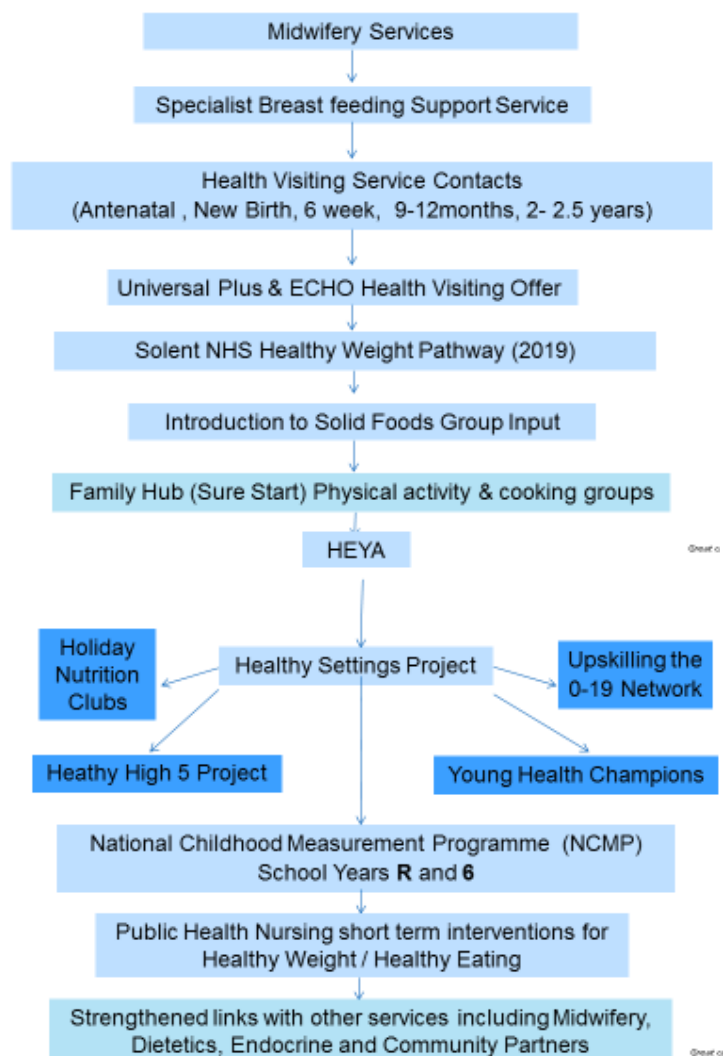 Midwifery Services
Specialist Breast feeding Support Service
Health Visiting Service Contacts
(Antenatal , New Birth, 6 week,  9-12months, 2- 2.5 years)
Universal Plus & ECHO Health Visiting Offer
Solent NHS Healthy Weight Pathway (2019)
Introduction to Solid Foods Group Input
Family Hub (Sure Start) Physical activity & cooking groups
HEYA
Great c
Holiday
Nutrition
Clubs
Healthy Settings Project
Upskilling the
0-19 Network
Heathy High 5 Project
Young Health Champions
National Childhood Measurement Programme  (NCMP)
School Years R and 6
Public Health Nursing short term interventions for
Healthy Weight / Healthy Eating
Strengthened links with other services including Midwifery,
Dietetics, Endocrine and Community Partners